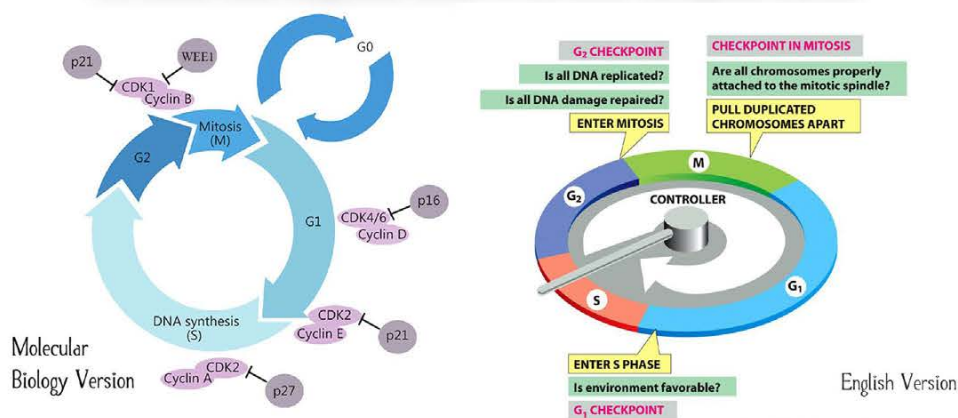 p21
WEE1
CDK1
Cyclin B
G0
Mitosis
(M)
G2
G1
p16
CDK4/6
Cyclin D
DNA synthesis
(S)
CDK2
Cyclin E
p21
CDK2
Cyclin A
p27
Molecular
Biology Version
G₂ CHECKPOINT
Is all DNA replicated?
Is all DNA damage repaired?
ENTER MITOSIS
CHECKPOINT IN MITOSIS
Are all chromosomes properly
attached to the mitotic spindle?
PULL DUPLICATED
CHROMOSOMES APART
M
G₂
CONTROLLER
G₁
S
ENTER S PHASE
Is environment favorable?
G₁ CHECKPOINT
English Version